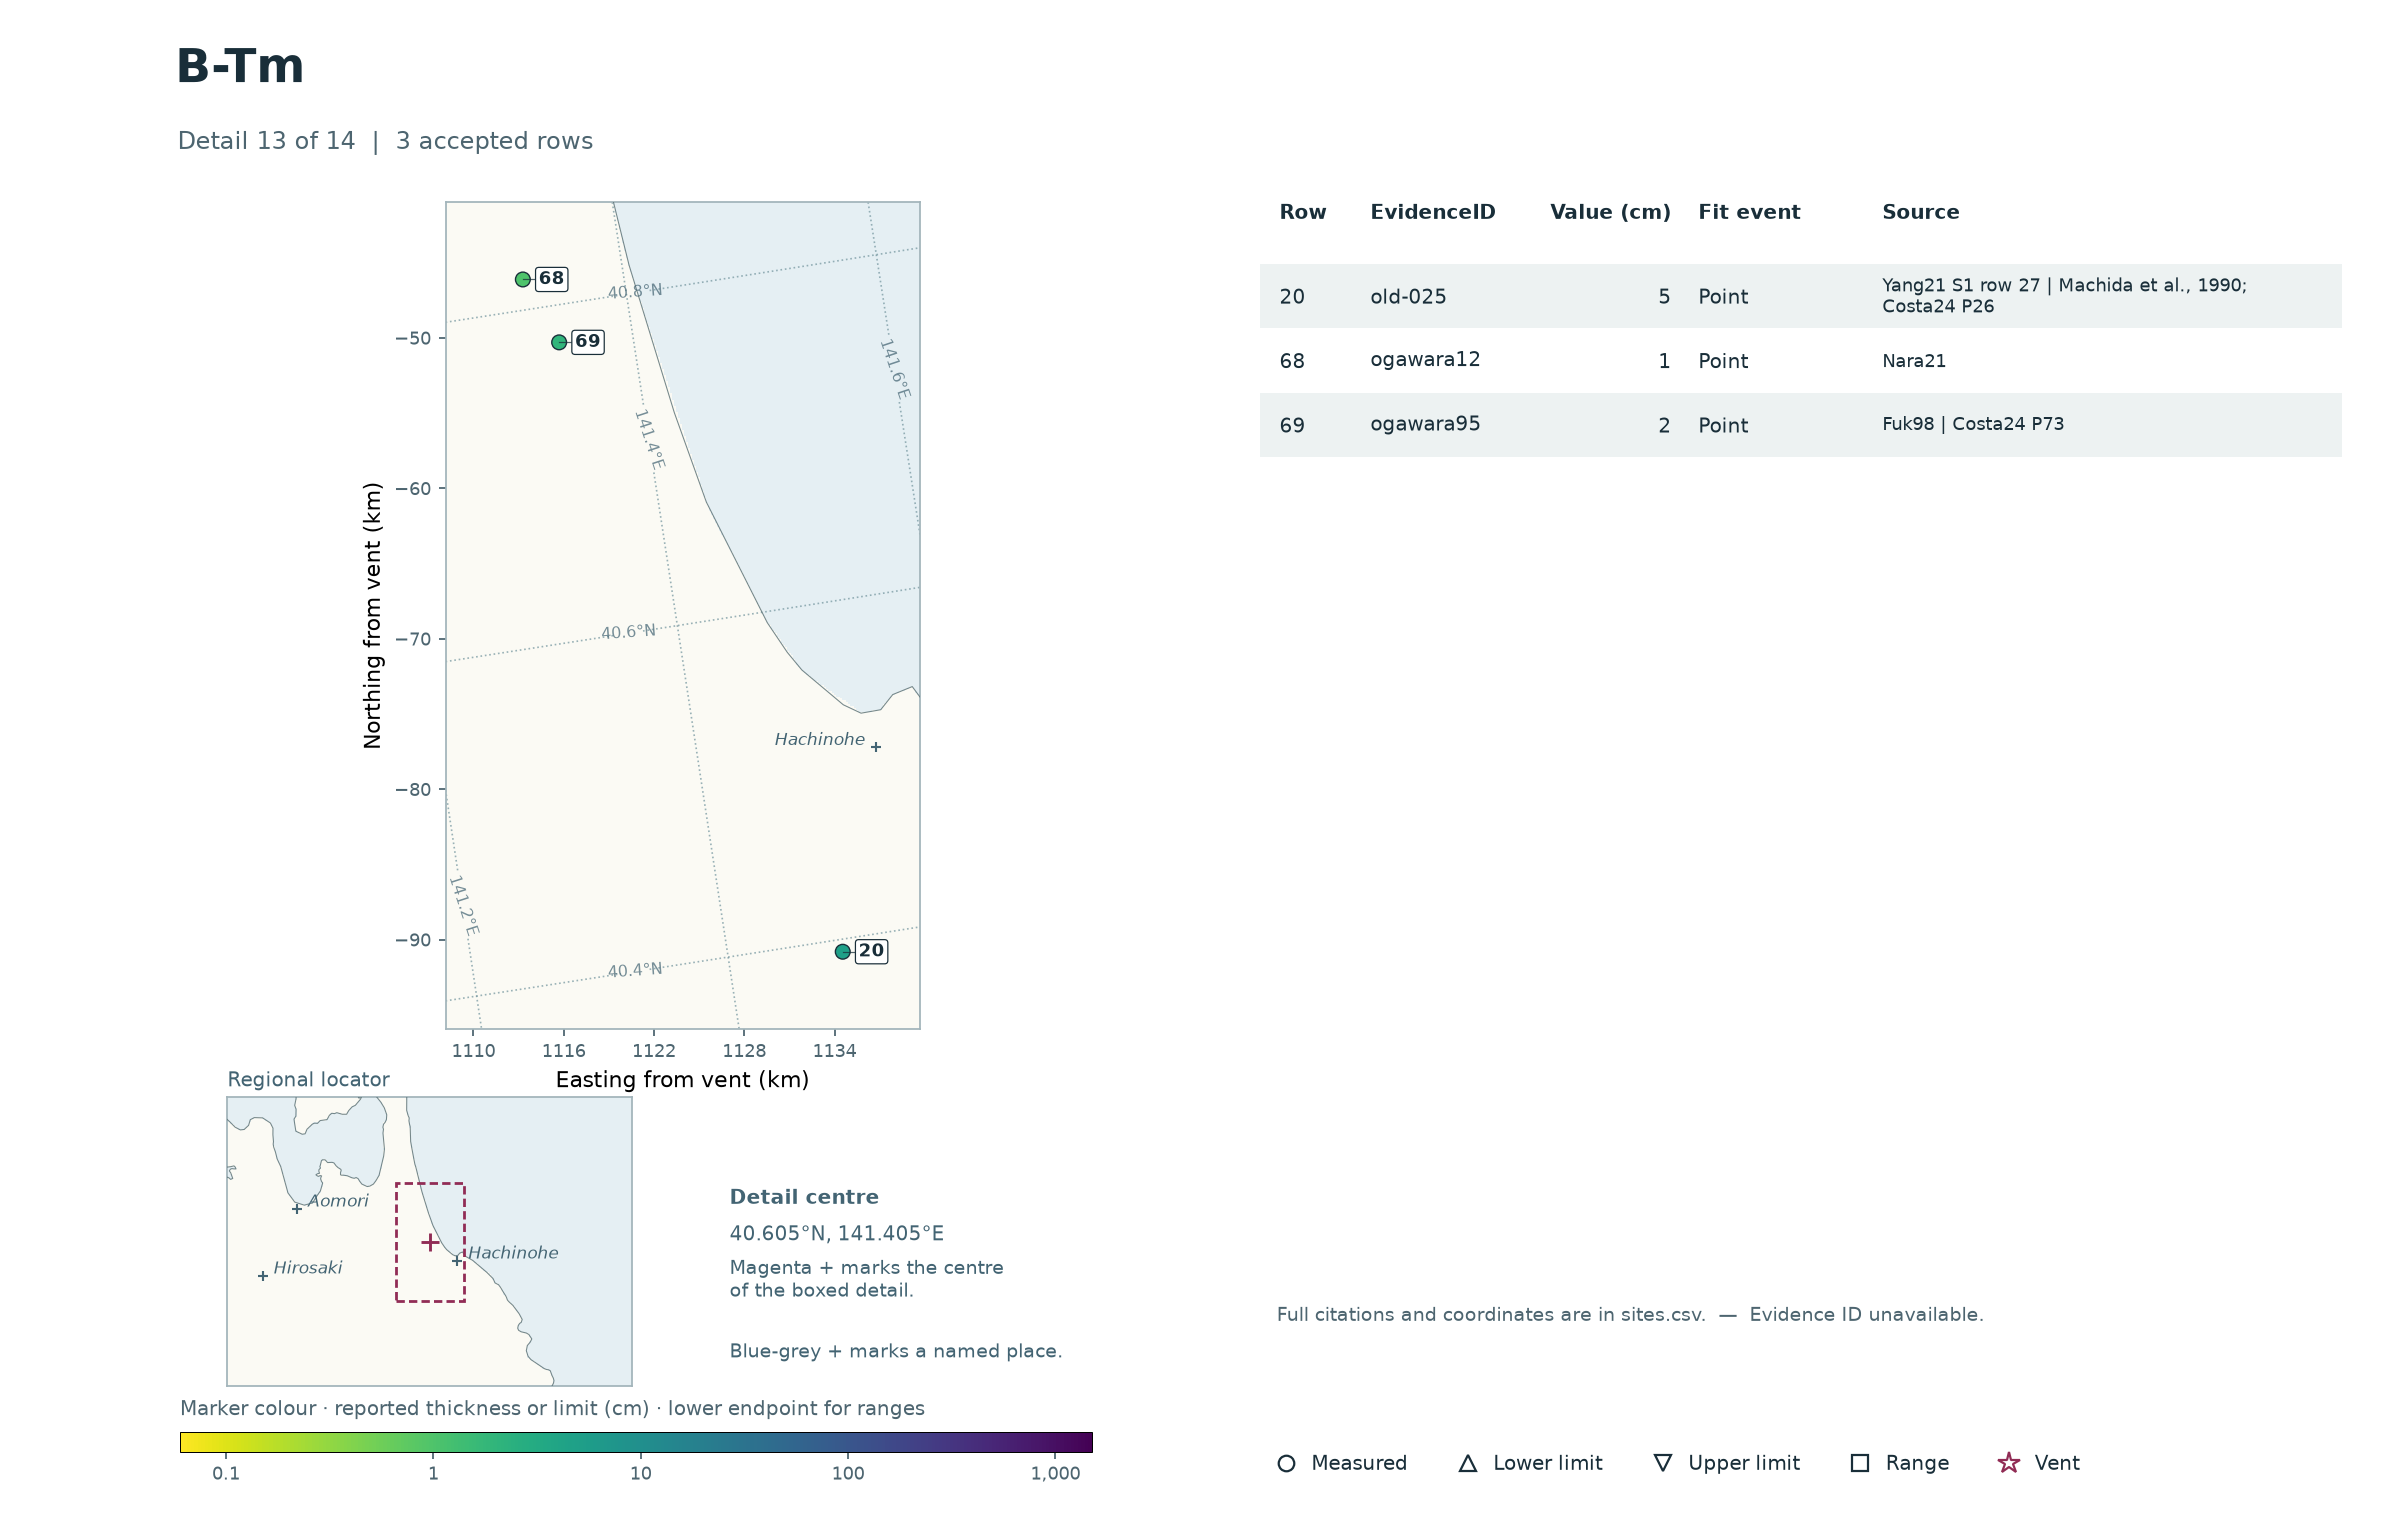 B-Tm
Detail 13 of 14 | 3 accepted rows
68
40.8°N
69
141.6°E
141.4°E
−50
−60
−70
−80
−90
Northing from vent (km)
40.6°N
Hachinohe
141.2°E
40.4°N
20
1110 1116 1122 1128 1134
Easting from vent (km)
Row EvidenceID Value (cm) Fit event Source
20 old-025 5 Point Yang21 S1 row 27 | Machida et al., 1990;
Costa24 P26
68 ogawara12 1 Point Nara21
69 ogawara95 2 Point Fuk98 | Costa24 P73
Regional locator
Aomori
Hirosaki
Hachinohe
Detail centre
40.605°N, 141.405°E
Magenta + marks the centre
of the boxed detail.
Blue-grey + marks a named place.
Full citations and coordinates are in sites.csv. — Evidence ID unavailable.
Marker colour · reported thickness or limit (cm) · lower endpoint for ranges
0.1 1 10 100 1,000
Measured Lower limit Upper limit Range Vent